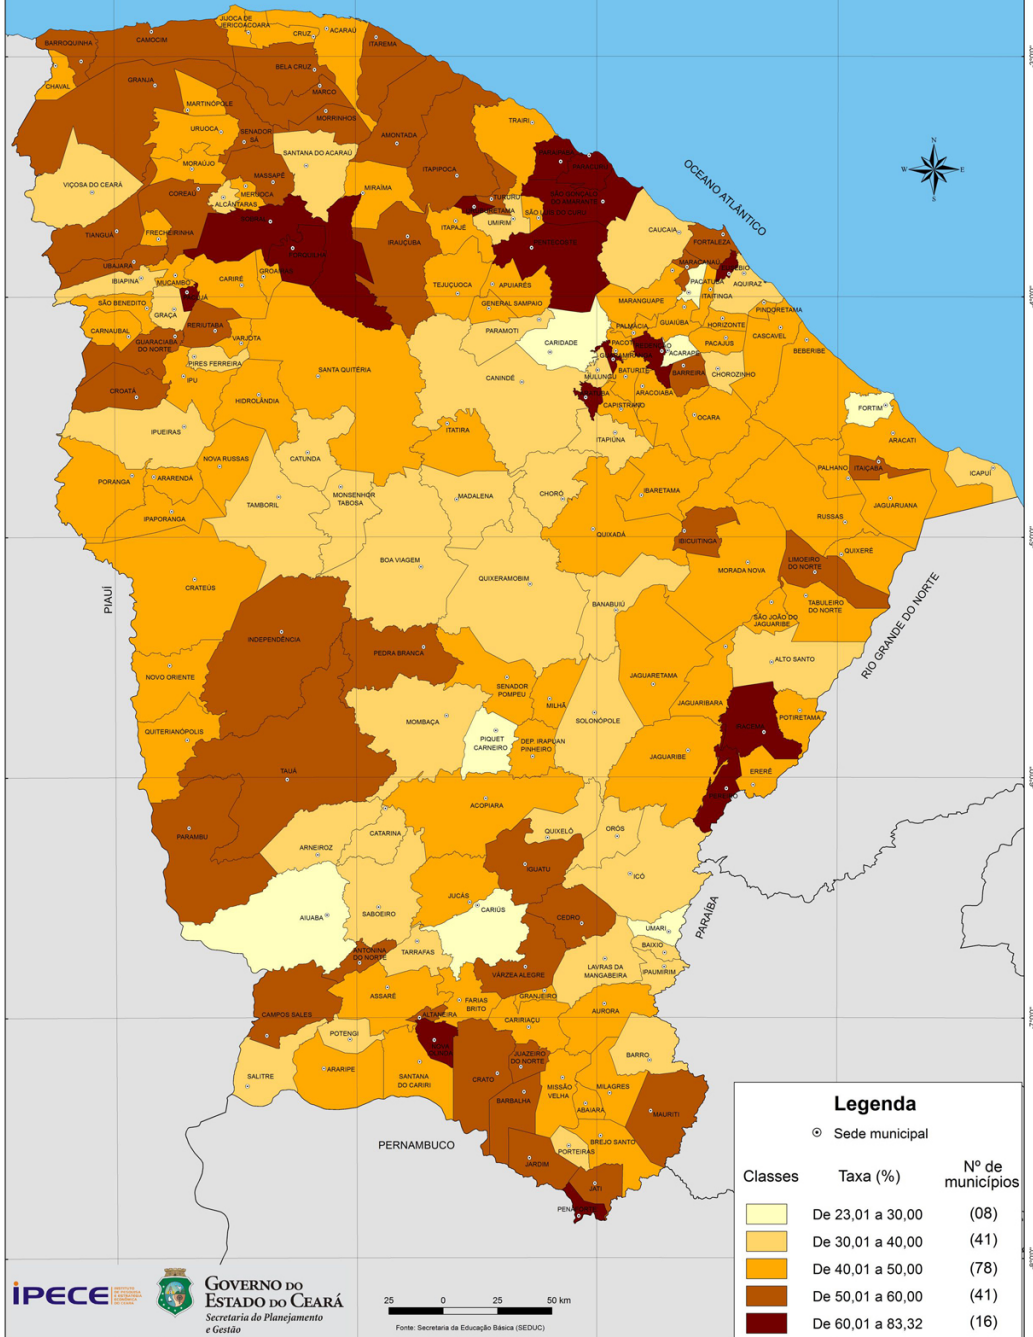 JIJOCA DE
JERICOACOARA
CRUZ
ACARAÚ
CAMOCIM
BARROQUINHA
ITAREMA
CHAVAL
GRANJA
BELA CRUZ
MARCO
MARTINÓPOLE
MORRINHOS
URUOCA
SENADOR
SÁ
AMONTADA
TRAIRI
SANTANA DO ACARAÚ
MORAÚJO
VIÇOSA DO CEARÁ
MASSAPÊ
ITAPIPOCA
PARACURU
COREAÚ
MERUOCA
ALCÂNTARAS
MIRAÍMA
TURURU
SÃO GONÇALO
DO AMARANTE
SÃO LUIS DO CURU
UMIRIM
SOBRAL
TIANGUÁ
FRECHEIRINHA
ITAPAJÉ
IRAUÇUBA
FORQUILHA
PENTECOSTE
CAUCAIA
FORTALEZA
MARACANAÚ
UBAJARA
IBIAPINA
MUCAMBO
CARIRÉ
GROAÍRAS
TEJUÇUOCA
APUIARÉS
GENERAL SAMPAIO
PACATUBA
ITAITINGA
AQUIRAZ
SÃO BENEDITO
GRAÇA
MARANGUAPE
PINDORETAMA
GUAIÚBA
HORIZONTE
CARNAUBAL
RERIUTABA
GUARACIABA
DO NORTE
VARJOTA
PARAMOTI
CARIDADE
PALMÁCIA
PACAJUS
CASCAVEL
BEBERIBE
ACARAPE
PIRES FERREIRA
IPU
SANTA QUITÉRIA
CANINDÉ
MULUNGU
BATURITÉ
BARREIRA
CHOROZINHO
CROATÁ
HIDROLÂNDIA
ARACOIABA
CAPISTRANO
OCARA
FORTIM
IPUEIRAS
ITATIRA
ITAPIÚNA
ARACATI
NOVA RUSSAS
CATUNDA
PORANGA
ARARENDÁ
PALHANO
ITAIÇABA
ICAPUÍ
TAMBORIL
MONSENHOR
TABOSA
MADALENA
CHORÓ
IBARETAMA
JAGUARUANA
IPAPORANGA
RUSSAS
QUIXADÁ
IBICUITINGA
BOA VIAGEM
QUIXERÉ
LIMOEIRO
DO NORTE
MORADA NOVA
CRATEÚS
QUIXERAMOBIM
BANABUIÚ
TABULEIRO
DO NORTE
SÃO JOÃO DO
JAGUARIBE
INDEPENDÊNCIA
PEDRA BRANCA
ALTO SANTO
NOVO ORIENTE
SENADOR
POMPEU
JAGUARETAMA
MILHÃ
JAGUARIBARA
SOLONÓPOLE
POTIRETAMA
MOMBAÇA
QUITERIANÓPOLIS
PIQUET
CARNEIRO
DEP. IRAPUAN
PINHEIRO
JAGUARIBE
TAUÁ
ERERÉ
ACOPIARA
PARAMBU
CATARINA
QUIXELÔ
ORÓS
ARNEIROZ
IGUATU
ICÓ
JUCÁS
CARIÚS
AIUABA
SABOEIRO
CEDRO
UMARI
BAIXIO
ANTONINA
DO NORTE
TARRAFAS
LAVRAS DA
MANGABEIRA
IPAUMIRIM
VÁRZEA ALEGRE
ASSARÉ
GRANJEIRO
FARIAS
BRITO
CAMPOS SALES
ALTANEIRA
CARIRIAÇU
AURORA
POTENGI
BARRO
JUAZEIRO
DO NORTE
SALITRE
ARARIPE
SANTANA
DO CARIRI
CRATO
MISSÃO
VELHA
MILAGRES
BARBALHA
ABAIARA
MAURITI
BREJO SANTO
PORTEIRAS
JARDIM
JATI
OCEANO ATLÂNTICO
N
W
E
S
PIAUÍ
RIO GRANDE DO NORTE
PARAÍBA
PERNAMBUCO
Legenda
Sede municipal
Classes
Taxa (%)
Nº de
municípios
De 23,01 a 30,00
(08)
De 30,01 a 40,00
(41)
De 40,01 a 50,00
(78)
De 50,01 a 60,00
(41)
De 60,01 a 83,32
(16)
IPECE
GOVERNO DO
ESTADO DO CEARÁ
Secretaria do Planejamento
e Gestão
25 0 25 50 km
Fonte: Secretaria da Educação Básica (SEDUC)